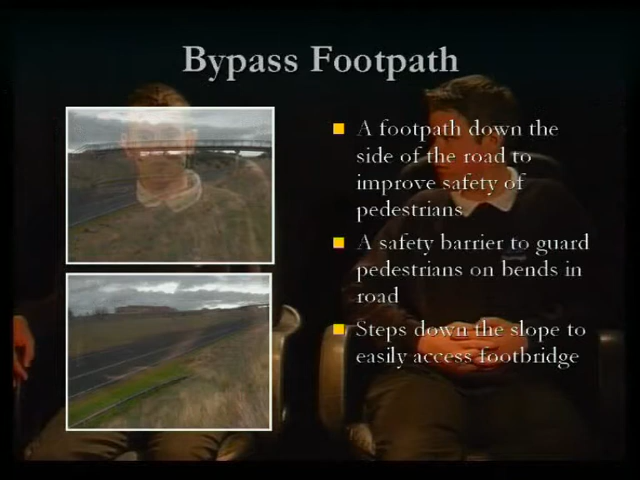 Bypass Footpath
A footpath down the
side of the road to
improve safety of
pedestrians
A safety barrier to guard
pedestrians on bends in
road
Steps down the slope to
easily access footbridge